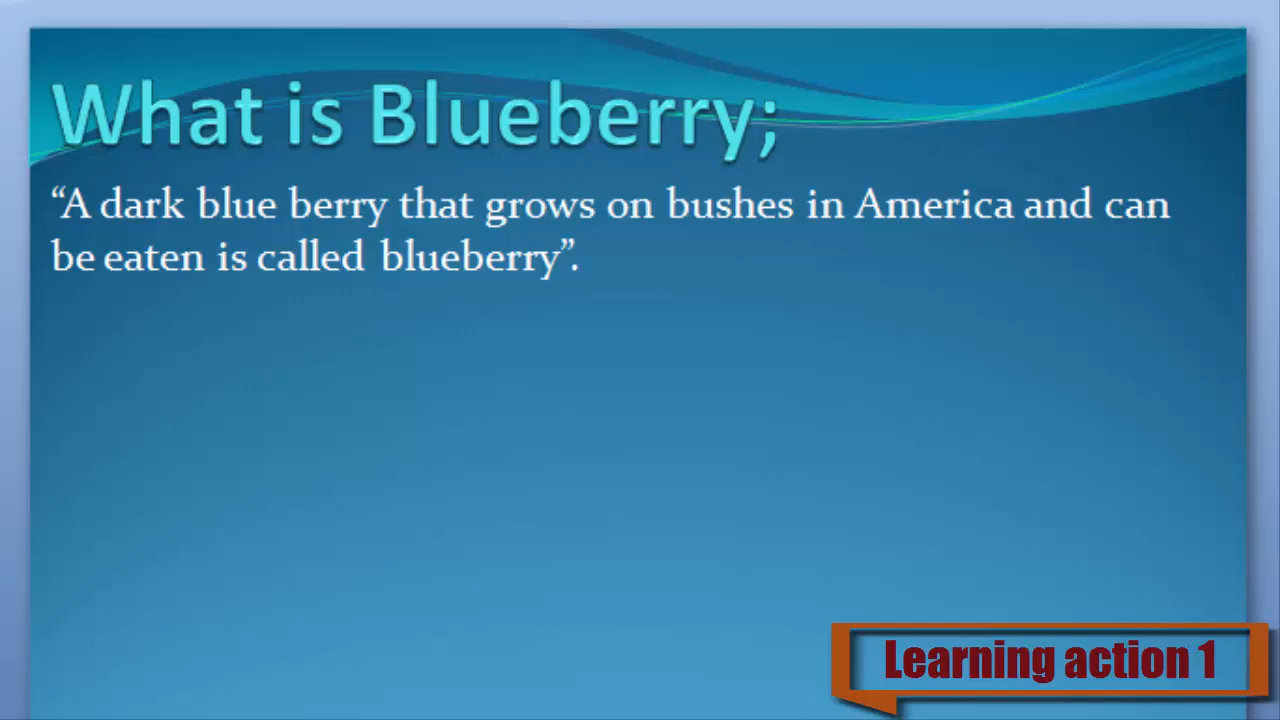 What is Blueberry;
“A dark blue berry that grows on bushes in America and can
be eaten is called blueberry”.
Learning action 1